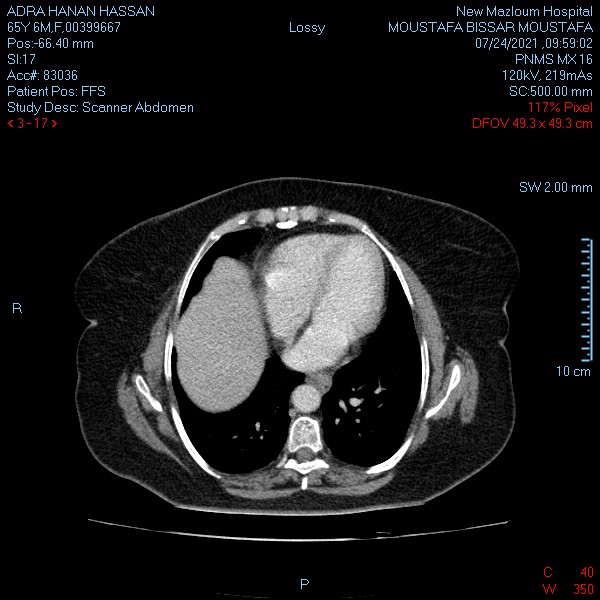 ADRA HANAN HASSAN
65Y 6M,F,00399667
Pos:-66.40 mm
SI:17
Acc#: 83036
Patient Pos: FFS
Study Desc: Scanner Abdomen
< 3 - 17 >
Lossy
New Mazloum Hospital
MOUSTAFA BISSAR MOUSTAFA
07/24/2021 ,09:59:02
PNMS MX 16
120kV, 219mAs
SC:500.00 mm
117% Pixel
DFOV 49.3 x 49.3 cm
SW 2.00 mm
R
10 cm
P
C 40
W 350